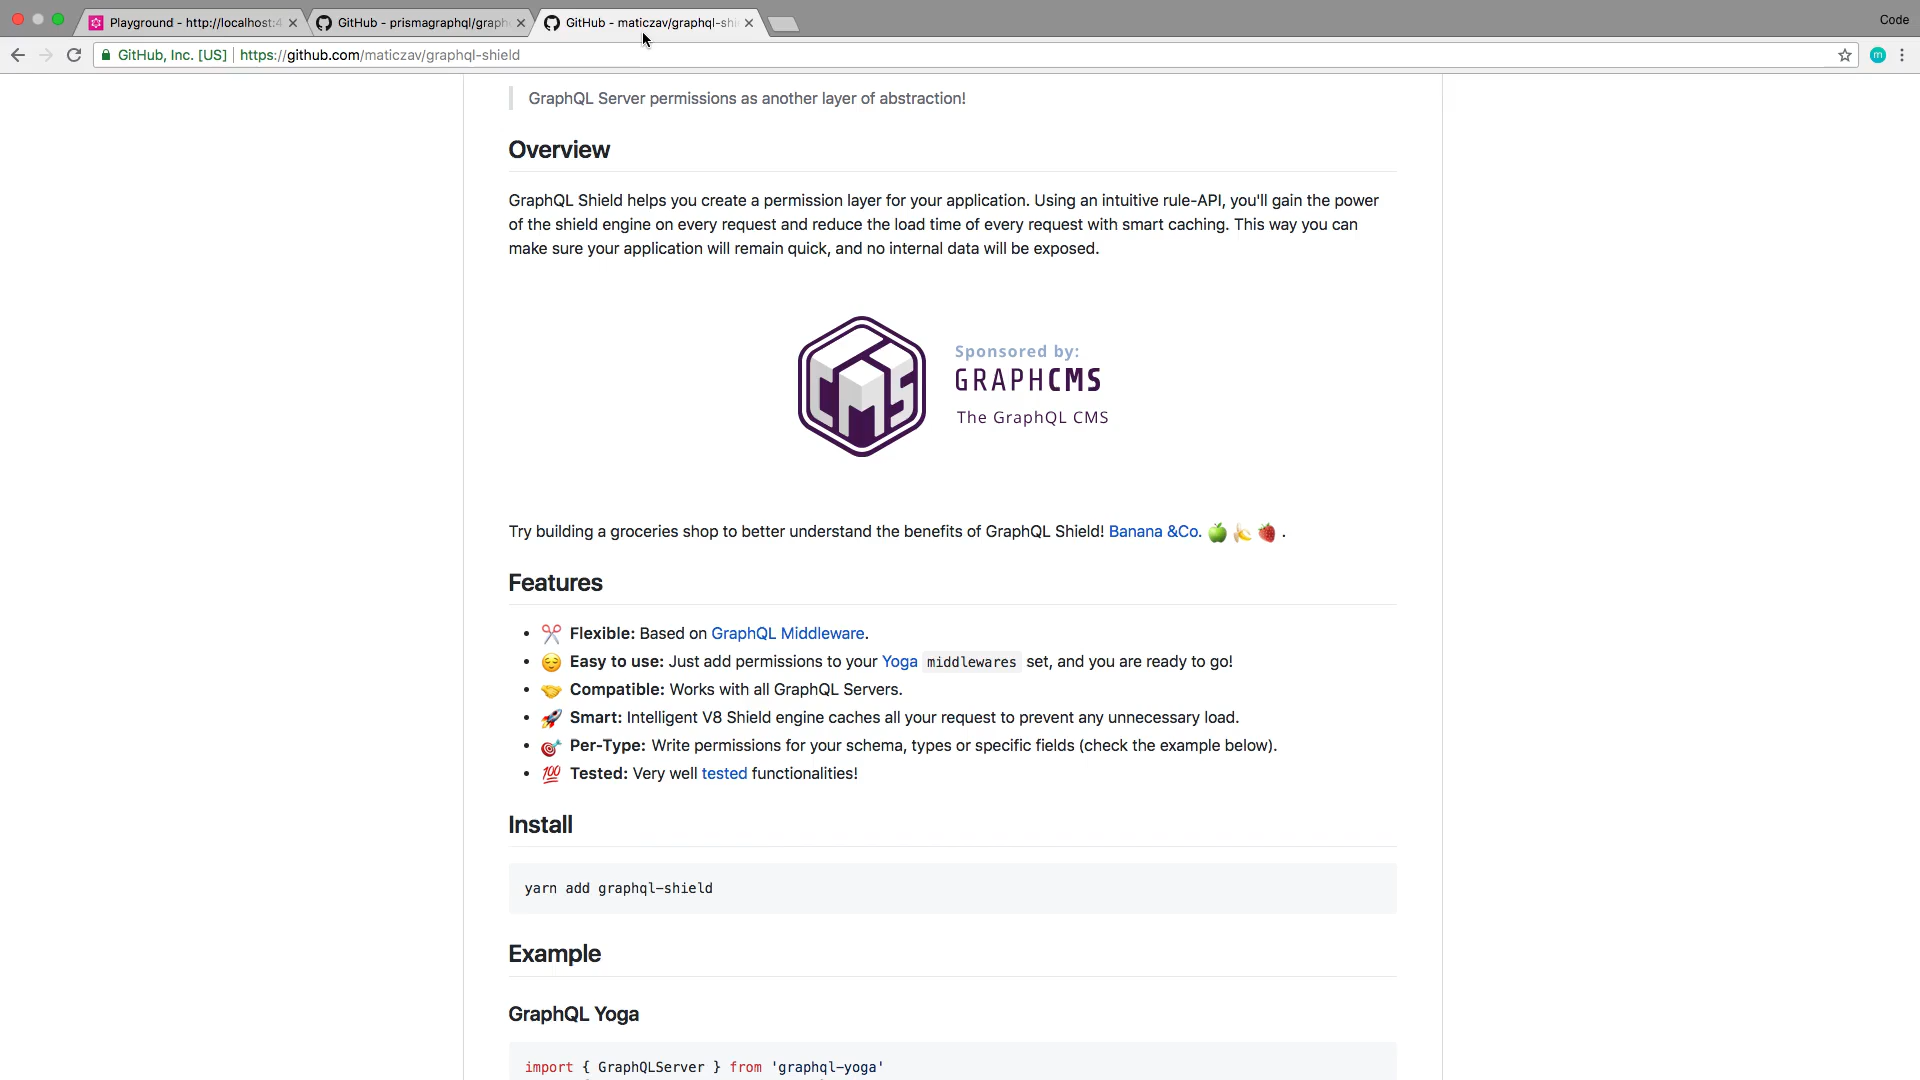 Playground - http://localhost:4
GitHub - prismagraphql/graph
GitHub - maticzav/graphql-shi
Code
GitHub, Inc. [US] https://github.com/maticzav/graphql-shield
m
GraphQL Server permissions as another layer of abstraction!
Overview
GraphQL Shield helps you create a permission layer for your application. Using an intuitive rule-API, you'll gain the power
of the shield engine on every request and reduce the load time of every request with smart caching. This way you can
make sure your application will remain quick, and no internal data will be exposed.
CMS
Sponsored by:
GRAPHCMS
The GraphQL CMS
Try building a groceries shop to better understand the benefits of GraphQL Shield! Banana &Co. 🍏 🍌 🍓 .
Features
• ✂️ Flexible: Based on GraphQL Middleware.
• 😌 Easy to use: Just add permissions to your Yoga middlewares set, and you are ready to go!
• 🤝 Compatible: Works with all GraphQL Servers.
• 🚀 Smart: Intelligent V8 Shield engine caches all your request to prevent any unnecessary load.
• 🎯 Per-Type: Write permissions for your schema, types or specific fields (check the example below).
• 💯 Tested: Very well tested functionalities!
Install
yarn add graphql-shield
Example
GraphQL Yoga
import { GraphQLServer } from 'graphql-yoga'